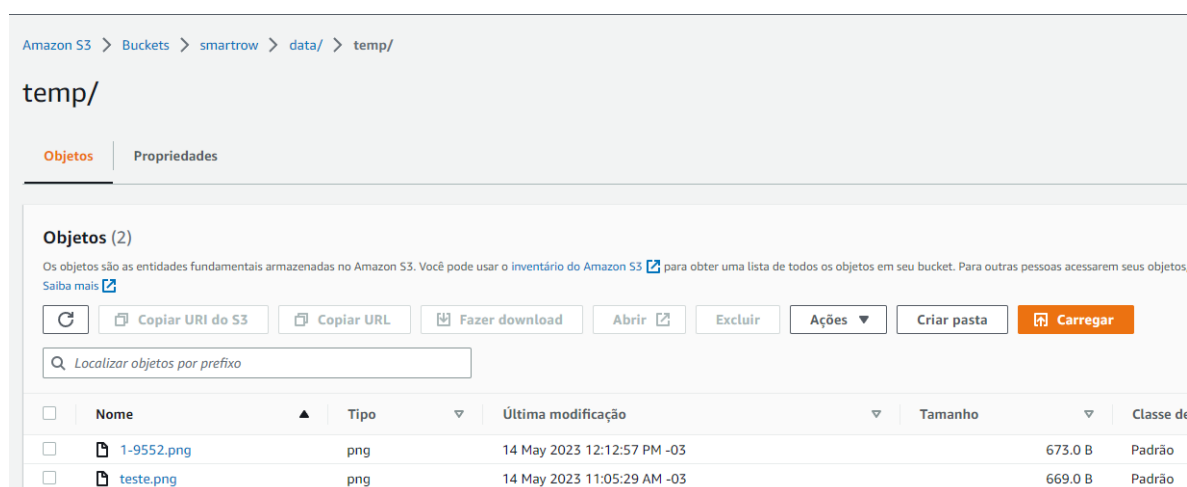 Amazon S3 > Buckets > smartrow > data/ > temp/
temp/
Objetos Propriedades
Objetos (2)
Os objetos são as entidades fundamentais armazenadas no Amazon S3. Você pode usar o inventário do Amazon S3 para obter uma lista de todos os objetos em seu bucket. Para outras pessoas acessarem seus objetos,
Saiba mais
Copiar URI do S3 Copiar URL Fazer download Abrir Excluir Ações Criar pasta Carregar
Localizar objetos por prefixo
Nome Tipo Última modificação Tamanho Classe de
1-9552.png png 14 May 2023 12:12:57 PM -03 673.0 B Padrão
teste.png png 14 May 2023 11:05:29 AM -03 669.0 B Padrão